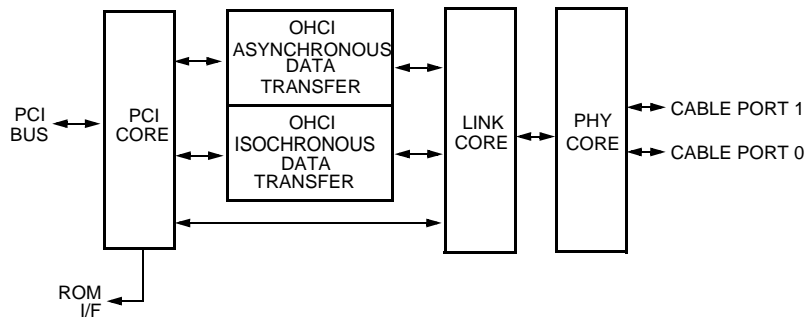 PCI
BUS
PCI
CORE
OHCI
ASYNCHRONOUS
DATA
TRANSFER
OHCI
ISOCHRONOUS
DATA
TRANSFER
LINK
CORE
PHY
CORE
CABLE PORT 1
CABLE PORT 0
ROM
I/F